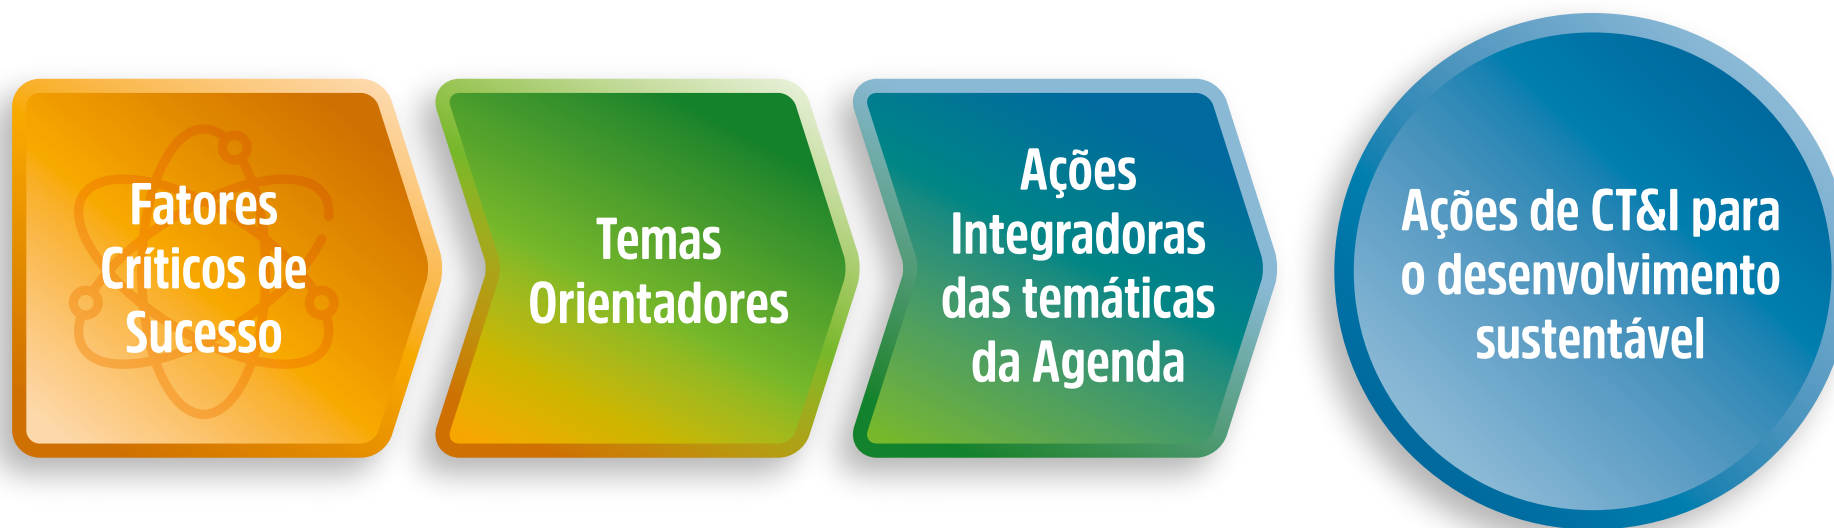 Fatores
Críticos de
Sucesso
Temas
Orientadores
Ações
Integradoras
das temáticas
da Agenda
Ações de CT&I para
o desenvolvimento
sustentável